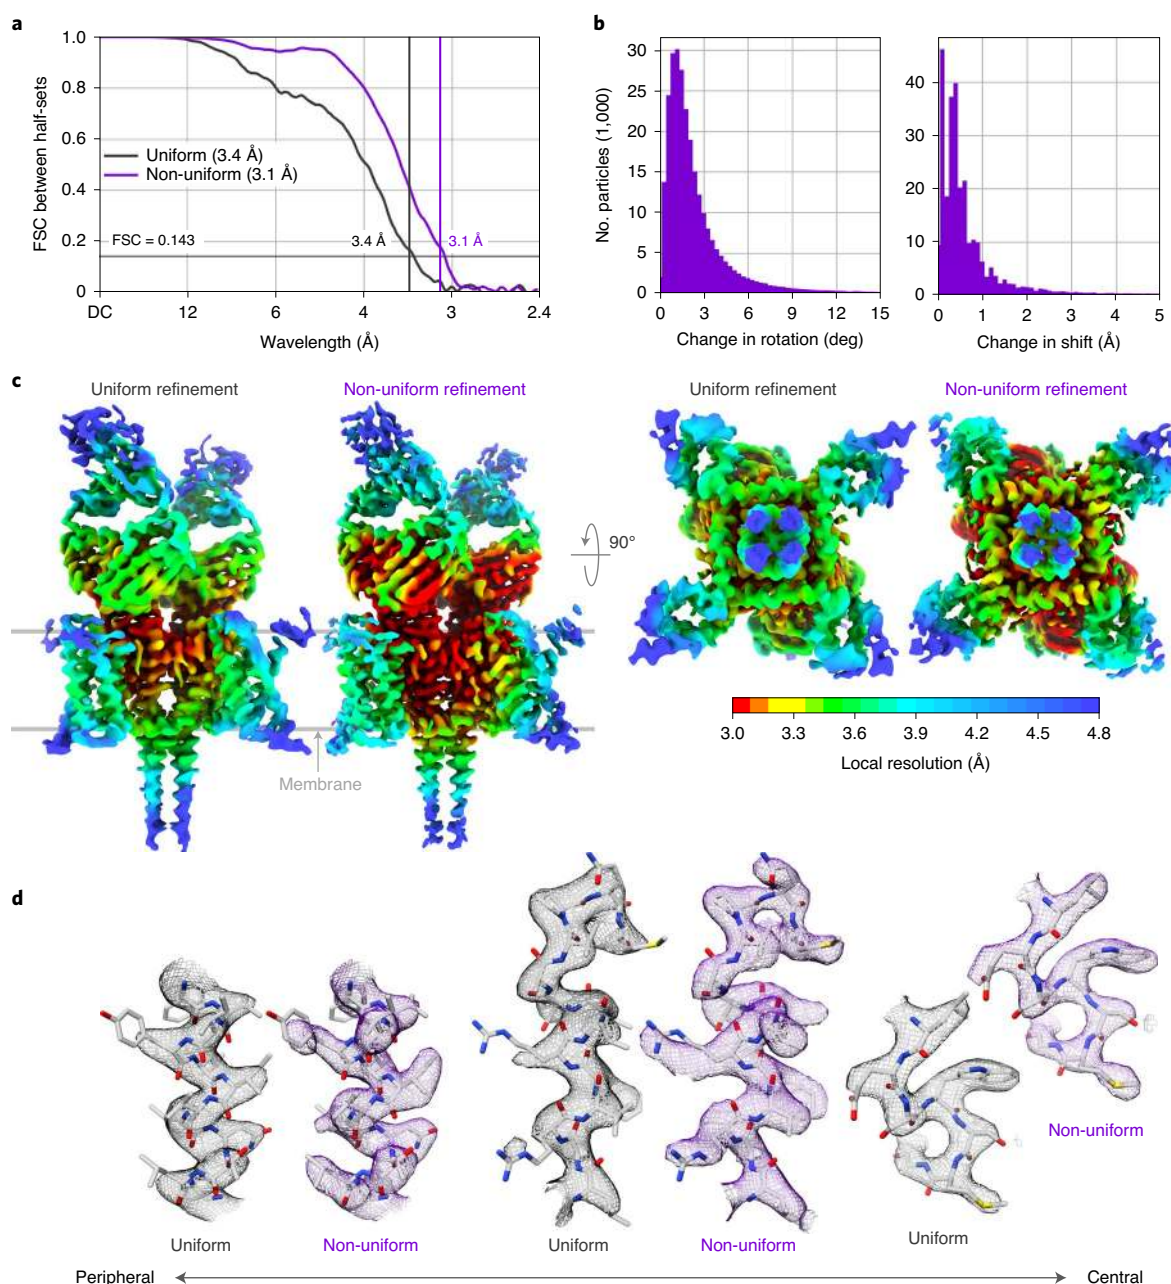 a
1.0
0.8
0.6
0.4
0.2
0
FSC between half-sets
Uniform (3.4 Å)
Non-uniform (3.1 Å)
FSC = 0.143
3.4 Å
3.1 Å
DC
12
6
4
3
2.4
Wavelength (Å)
b
30
25
20
15
10
5
0
No. particles (1,000)
0
3
6
9
12
15
Change in rotation (deg)
40
30
20
10
0
0
1
2
3
4
5
Change in shift (Å)
c
Uniform refinement
Non-uniform refinement
90°
Uniform refinement
Non-uniform refinement
Membrane
3.0
3.3
3.6
3.9
4.2
4.5
4.8
Local resolution (Å)
d
Uniform
Non-uniform
Uniform
Non-uniform
Uniform
Non-uniform
Peripheral
Central